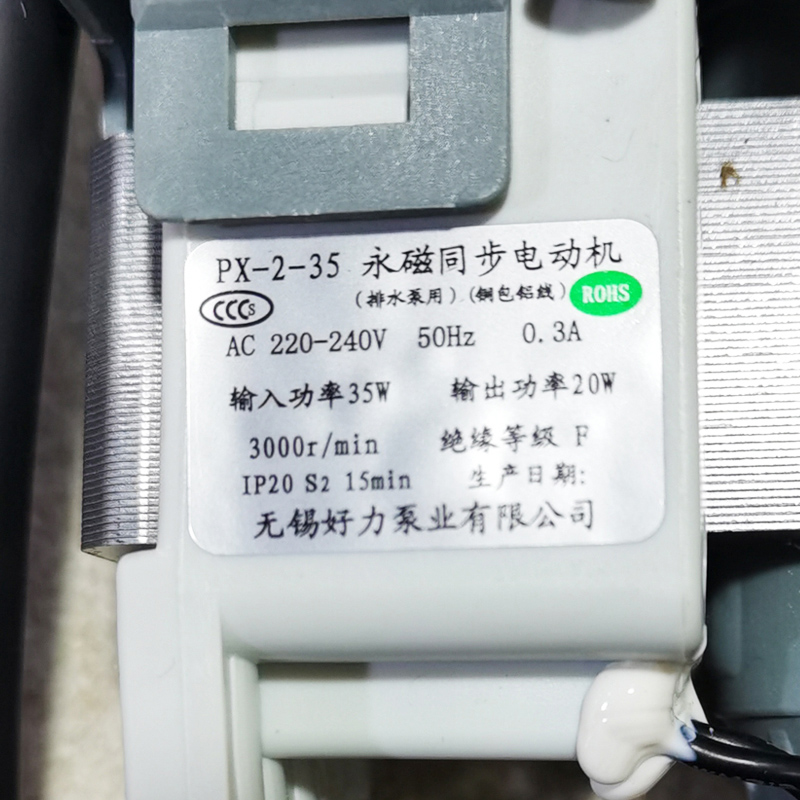 PX-2-35 永磁同步电动机
CCCS (排水泵用)(铜包铝线) ROHS
AC 220-240V 50Hz 0.3A
输入功率35W 输出功率20W
3000r/min 绝缘等级 F
IP20 S2 15min 生产日期:
无锡好力泵业有限公司